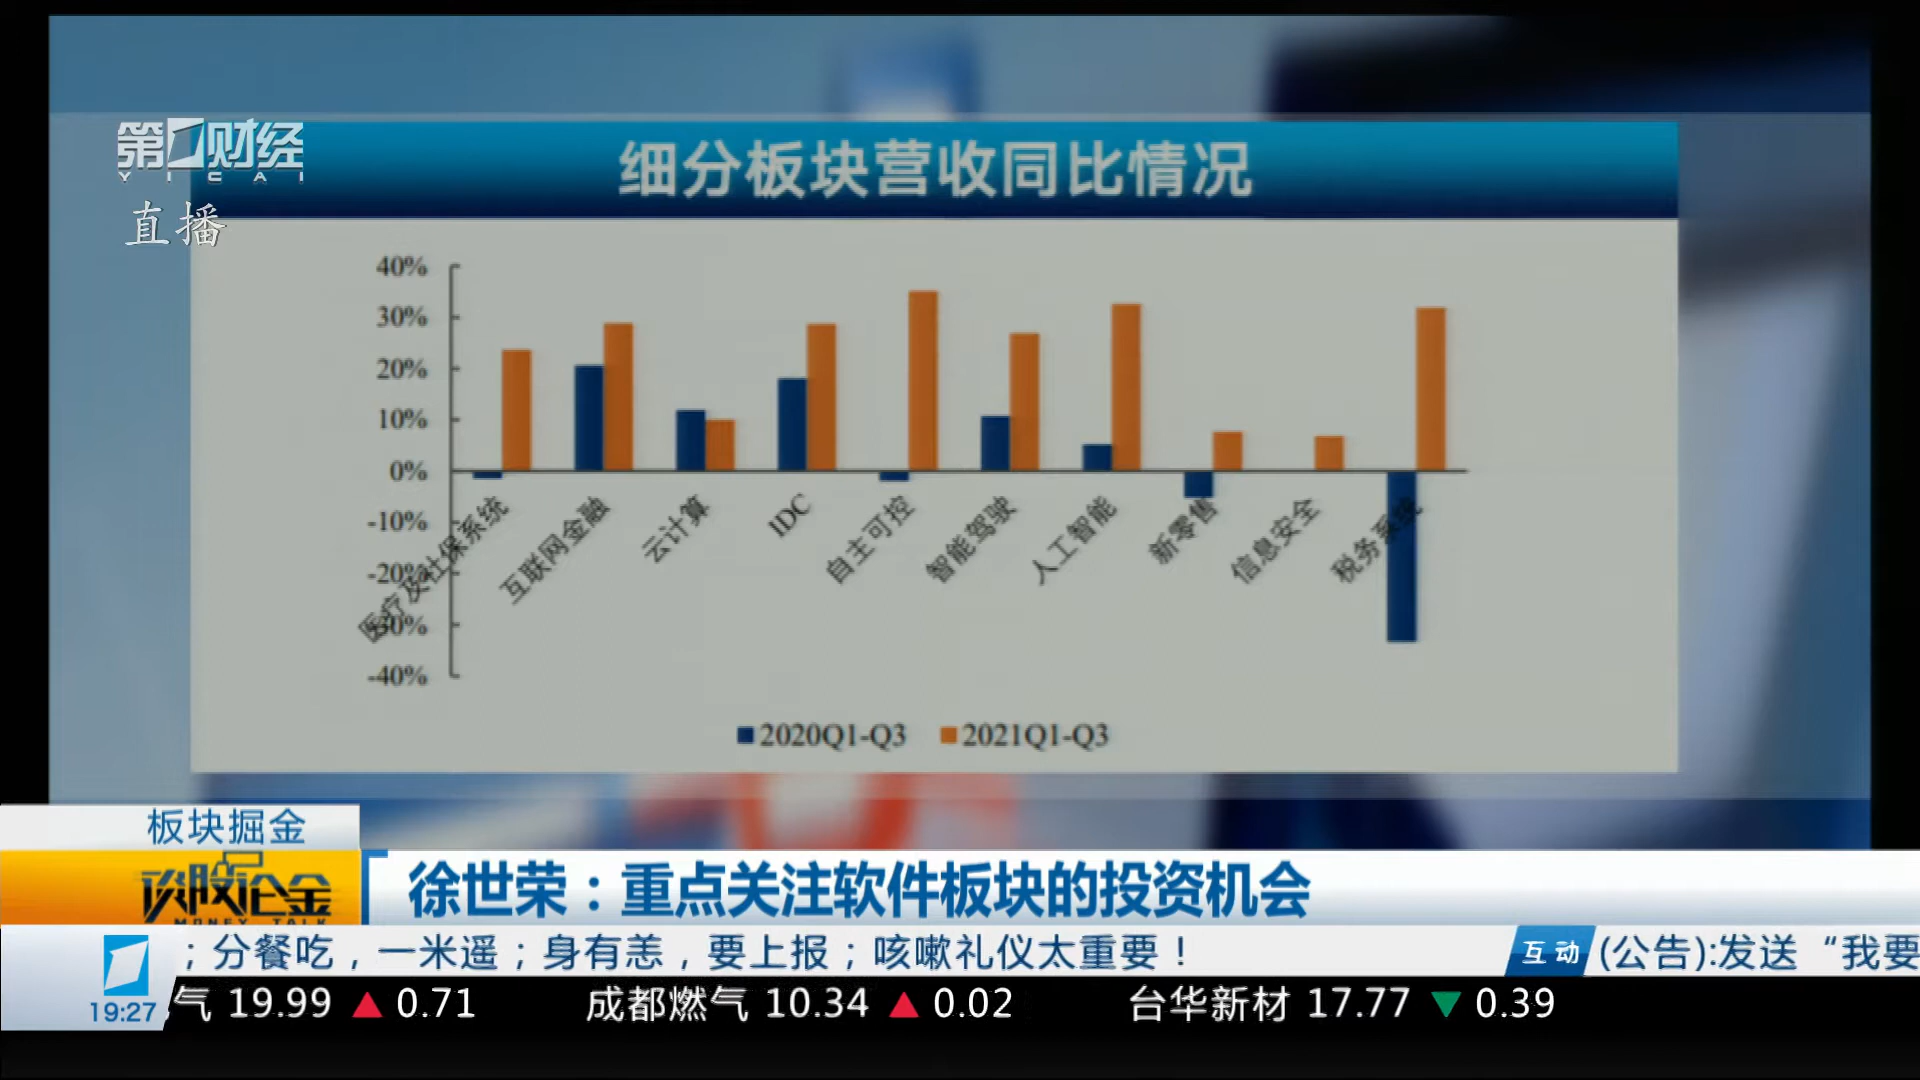 第一财经
YICAI
直播
细分板块营收同比情况
40%
30%
20%
10%
0%
-10%
-20%
-30%
-40%
医疗及社保系统
互联网金融
云计算
IDC
自主可控
智能驾驶
人工智能
新零售
信息安全
税务系统
2020Q1-Q3
2021Q1-Q3
板块掘金
谈股论金
MONEY TALK
徐世荣：重点关注软件板块的投资机会
；分餐吃，一米遥；身有恙，要上报；咳嗽礼仪太重要！
互动
(公告):发送“我要
19:27
气 19.99 ▲ 0.71 成都燃气 10.34 ▲ 0.02 台华新材 17.77 ▼ 0.39